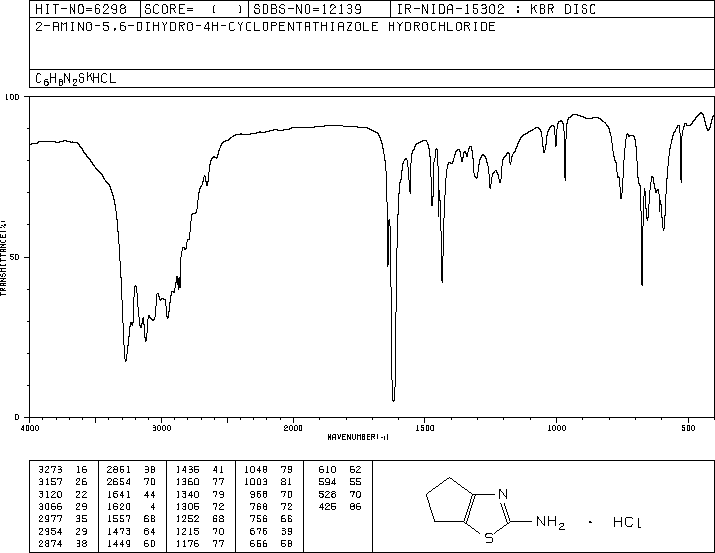 HIT-NO=6298 SCORE= ( ) SDBS-NO=12139 IR-NIDA-15302 : KBR DISC
2-AMINO-5,6-DIHYDRO-4H-CYCLOPENTATHIAZOLE HYDROCHLORIDE
C6H8N2S*HCL
100
TRANSMITTANCE(%)
50
0
4000 3000 2000 1500 1000 500
WAVENUMBER(-1)
3273 16 2861 38 1436 41 1048 79 610 62
3157 26 2654 70 1360 77 1003 81 594 55
3120 22 1641 44 1340 79 968 70 528 70
3066 29 1620 4 1305 72 768 72 425 86
2977 35 1557 68 1252 68 756 66
2954 29 1473 64 1215 70 676 39
2874 38 1449 60 1176 77 656 58
N
S
NH2 · HCl